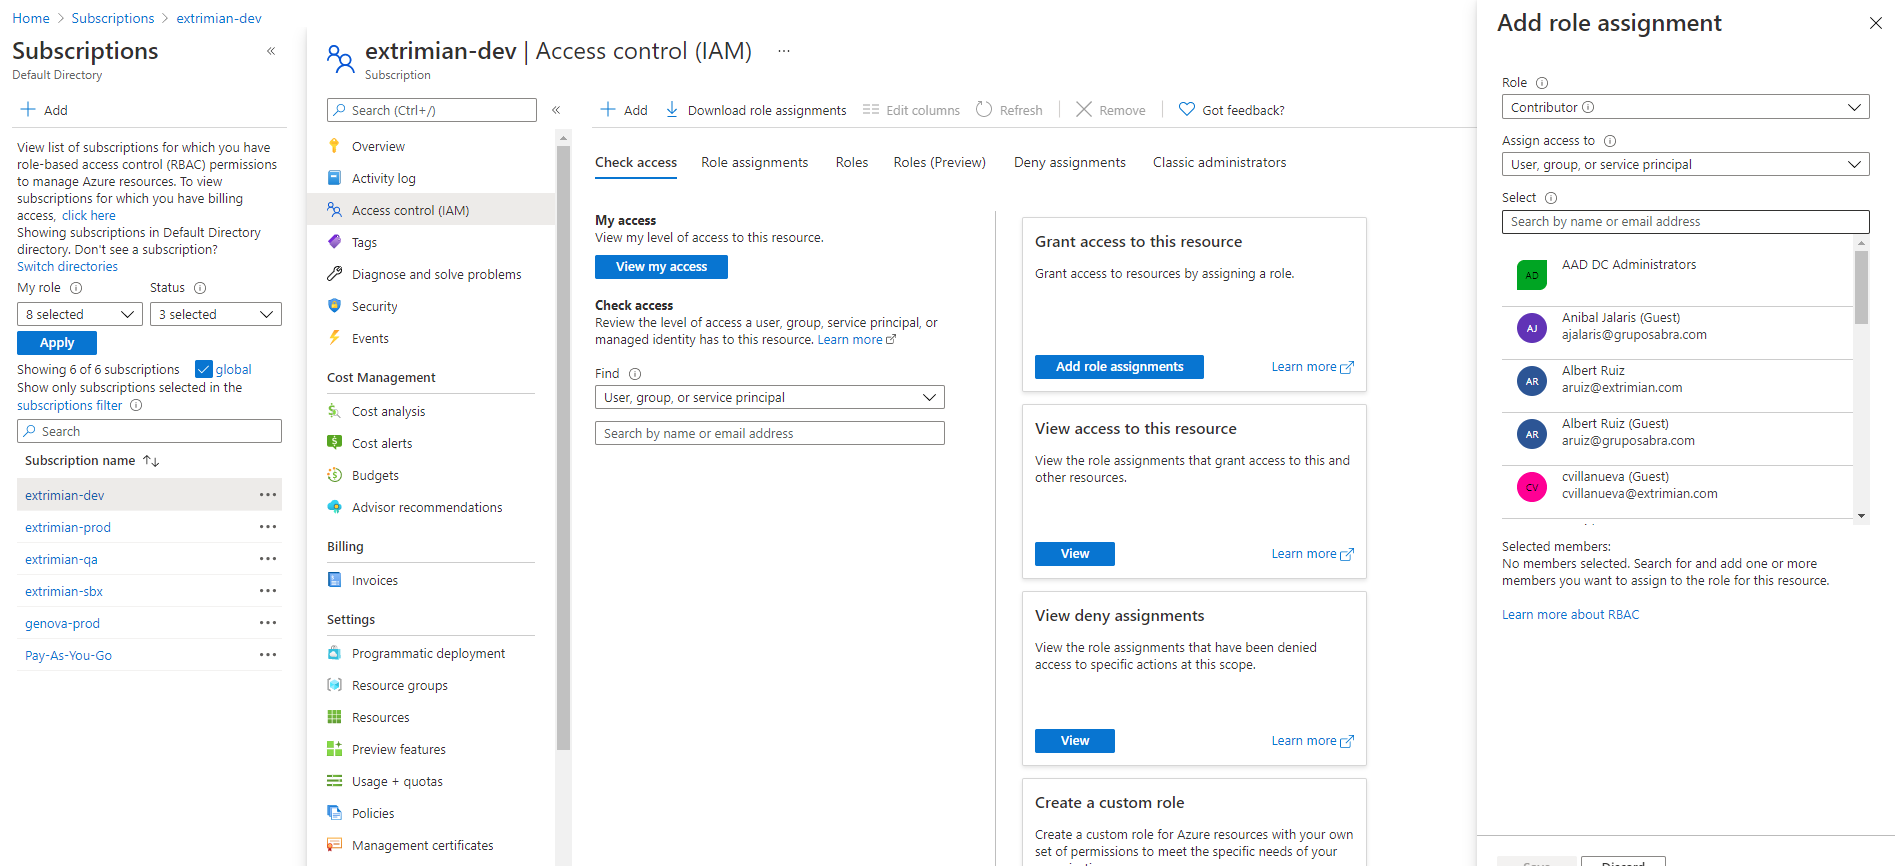 Home > Subscriptions > extrimian-dev
Subscriptions
«
Default Directory
Add
View list of subscriptions for which you have
role-based access control (RBAC) permissions
to manage Azure resources. To view
subscriptions for which you have billing
access, click here
Showing subscriptions in Default Directory
directory. Don't see a subscription?
Switch directories
My role
Status
8 selected
3 selected
Apply
Showing 6 of 6 subscriptions
global
Show only subscriptions selected in the
subscriptions filter
Search
Subscription name
extrimian-dev
extrimian-prod
extrimian-qa
extrimian-sbx
genova-prod
Pay-As-You-Go
extrimian-dev | Access control (IAM)
Subscription
Search (Ctrl+/)
«
Overview
Activity log
Access control (IAM)
Tags
Diagnose and solve problems
Security
Events
Cost Management
Cost analysis
Cost alerts
Budgets
Advisor recommendations
Billing
Invoices
Settings
Programmatic deployment
Resource groups
Resources
Preview features
Usage + quotas
Policies
Management certificates
Add
Download role assignments
Edit columns
Refresh
Remove
Got feedback?
Check access
Role assignments
Roles
Roles (Preview)
Deny assignments
Classic administrators
My access
View my level of access to this resource.
View my access
Check access
Review the level of access a user, group, service principal, or
managed identity has to this resource. Learn more
Find
User, group, or service principal
Search by name or email address
Grant access to this resource
Grant access to resources by assigning a role.
Add role assignments
Learn more
View access to this resource
View the role assignments that grant access to this and
other resources.
View
Learn more
View deny assignments
View the role assignments that have been denied
access to specific actions at this scope.
View
Learn more
Create a custom role
Create a custom role for Azure resources with your own
set of permissions to meet the specific needs of your
Add role assignment
Role
Contributor
Assign access to
User, group, or service principal
Select
Search by name or email address
AD
AAD DC Administrators
AJ
Anibal Jalaris (Guest)
ajalaris@gruposabra.com
AR
Albert Ruiz
aruiz@extrimian.com
AR
Albert Ruiz (Guest)
aruiz@gruposabra.com
CV
cvillanueva (Guest)
cvillanueva@extrimian.com
Selected members:
No members selected. Search for and add one or more
members you want to assign to the role for this resource.
Learn more about RBAC
Save
Discard